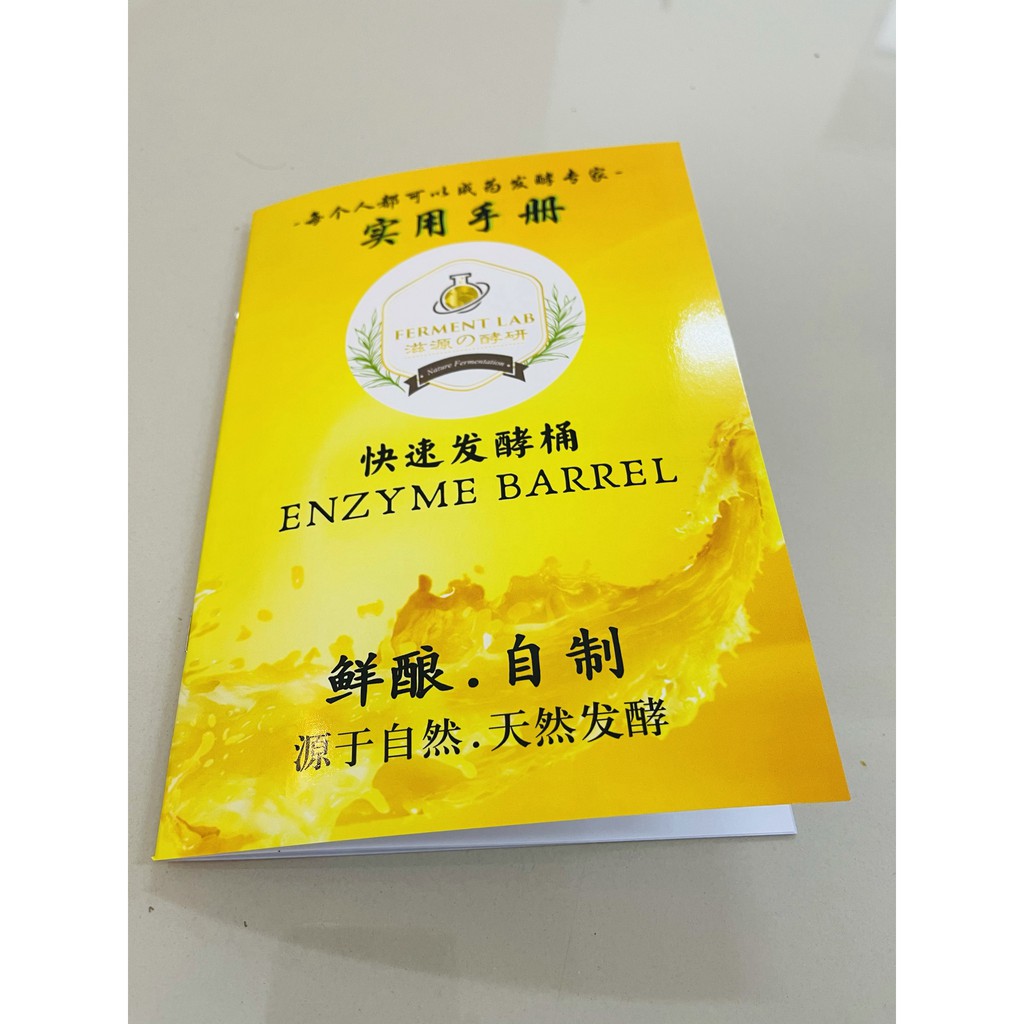 -每个人都可以成为发酵专家-
实用手册
FERMENT LAB
滋源の酵研
• Nature Fermentation •
快速发酵桶
ENZYME BARREL
鲜酿.自制
源于自然.天然发酵